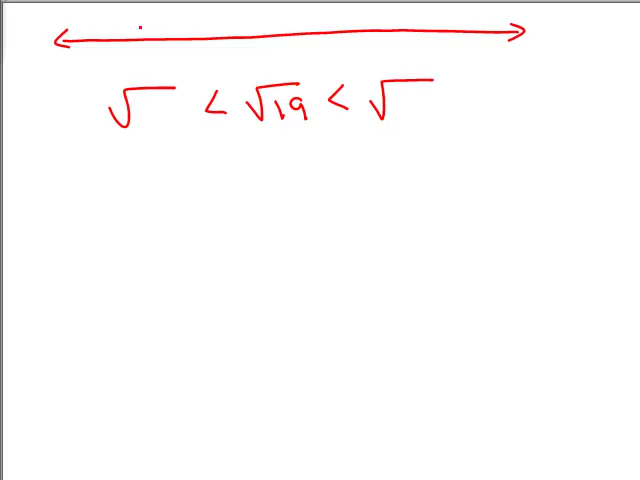 √ < √19 < √